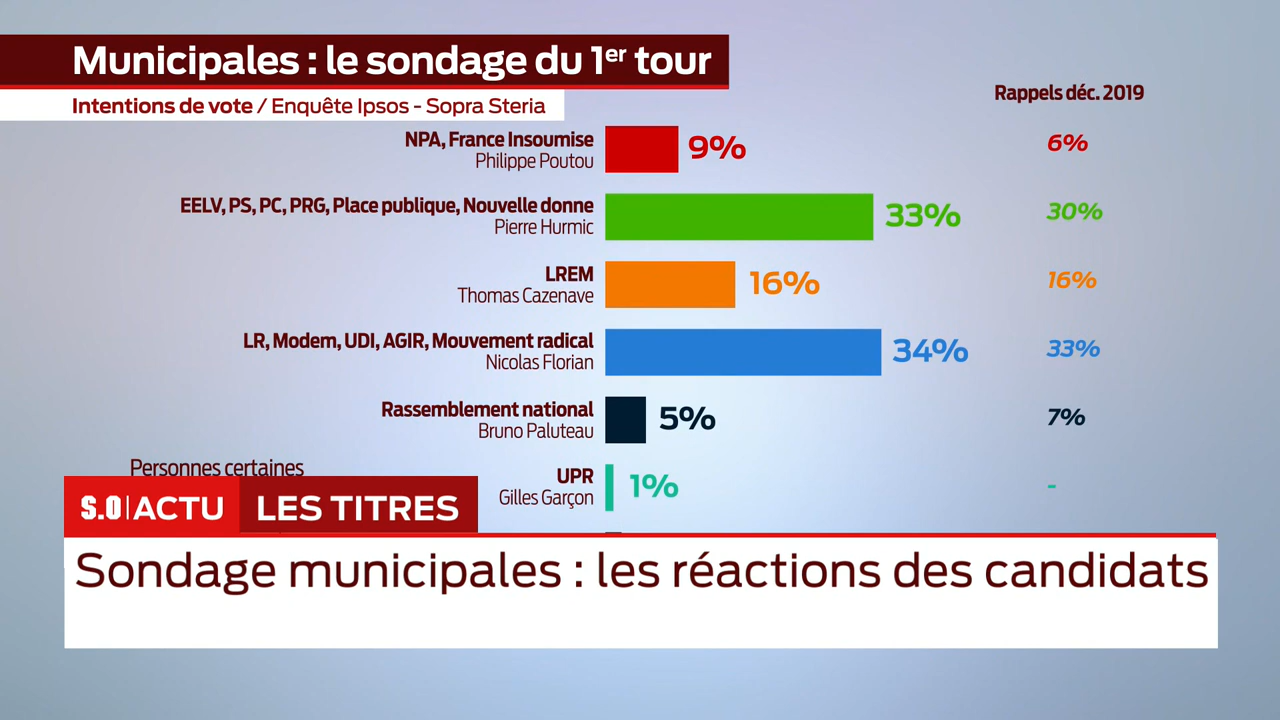 Municipales : le sondage du 1er tour
Intentions de vote / Enquête Ipsos - Sopra Steria
Rappels déc. 2019
NPA, France Insoumise
Philippe Poutou
9%
6%
EELV, PS, PC, PRG, Place publique, Nouvelle donne
Pierre Hurmic
33%
30%
LREM
Thomas Cazenave
16%
16%
LR, Modem, UDI, AGIR, Mouvement radical
Nicolas Florian
34%
33%
Rassemblement national
Bruno Paluteau
5%
7%
Personnes certaines
UPR
Gilles Garçon
1%
-
S.O|ACTU LES TITRES
Sondage municipales : les réactions des candidats